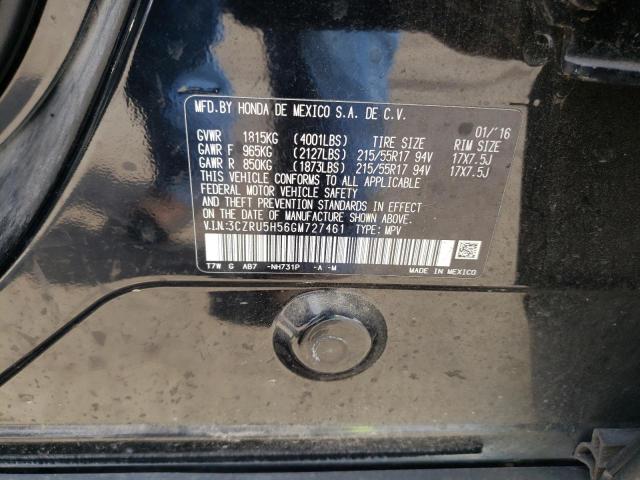 MFD.BY HONDA DE MEXICO S.A. DE C.V.
01/'16
GVWR 1815KG (4001LBS) TIRE SIZE RIM SIZE
GAWR F 965KG (2127LBS) 215/55R17 94V 17X7.5J
GAWR R 850KG (1873LBS) 215/55R17 94V 17X7.5J
THIS VEHICLE CONFORMS TO ALL APPLICABLE
FEDERAL MOTOR VEHICLE SAFETY
AND THEFT PREVENTION STANDARDS IN EFFECT
ON THE DATE OF MANUFACTURE SHOWN ABOVE.
V.I.N:3CZRU5H56GM727461 TYPE: MPV
T7W G AB7 -NH731P -A -M
MADE IN MEXICO